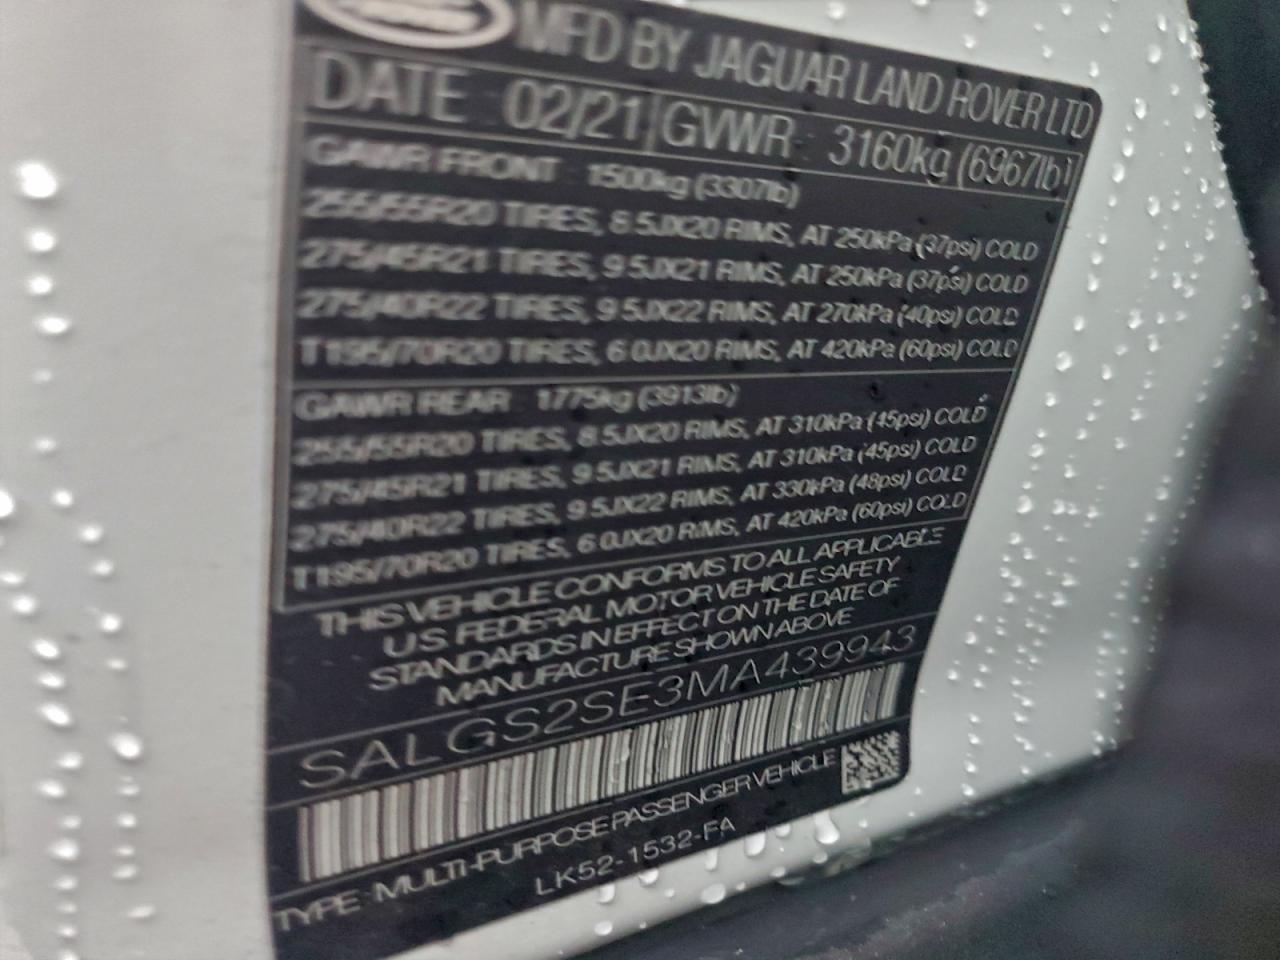 MFD BY JAGUAR LAND ROVER LTD
DATE 02/21 GVWR: 3160kg (6967lb)
GAWR FRONT : 1500kg (3307lb)
255/55R20 TIRES, 8.5JX20 RIMS, AT 250kPa (37psi) COLD
275/45R21 TIRES, 9.5JX21 RIMS, AT 250kPa (37psi) COLD
275/40R22 TIRES, 9.5JX22 RIMS, AT 270kPa (40psi) COLD
T195/70R20 TIRES, 6.0JX20 RIMS, AT 420kPa (60psi) COLD
GAWR REAR : 1775kg (3913lb)
255/55R20 TIRES, 8.5JX20 RIMS, AT 310kPa (45psi) COLD
275/45R21 TIRES, 9.5JX21 RIMS, AT 310kPa (45psi) COLD
275/40R22 TIRES, 9.5JX22 RIMS, AT 330kPa (48psi) COLD
T195/70R20 TIRES, 6.0JX20 RIMS, AT 420kPa (60psi) COLD
THIS VEHICLE CONFORMS TO ALL APPLICABLE
U.S. FEDERAL MOTOR VEHICLE SAFETY
STANDARDS IN EFFECT ON THE DATE OF
MANUFACTURE SHOWN ABOVE
SALGS2SE3MA439943
TYPE: MULTI-PURPOSE PASSENGER VEHICLE
LK52-1532-FA